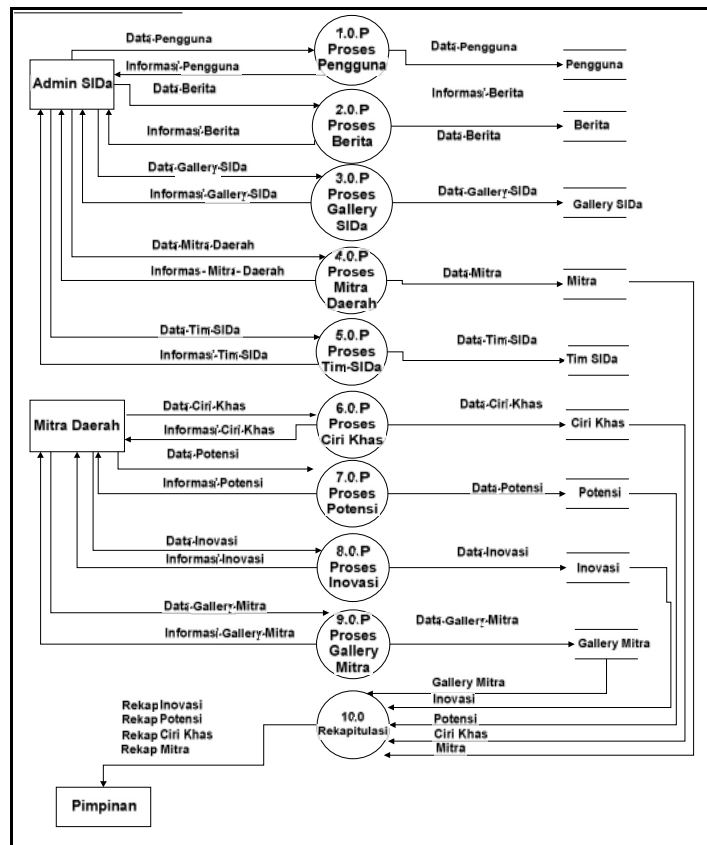 Data-Pengguna
1.0.P
Proses
Pengguna
Data-Pengguna
Pengguna
Informasi-Pengguna
Admin SIDa
Data-Berita
Informasi-Berita
2.0.P
Proses
Berita
Informasi-Berita
Data-Berita
Berita
Data-Gallery-SIDa
Informasi-Gallery-SIDa
3.0.P
Proses
Gallery
SIDa
Data-Gallery-SIDa
Gallery SIDa
Data-Mitra-Daerah
Informas-Mitra-Daerah
4.0.P
Proses
Mitra
Daerah
Data-Mitra
Mitra
Data-Tim-SIDa
Informasi-Tim-SIDa
5.0.P
Proses
Tim-SIDa
Data-Tim-SIDa
Tim SIDa
Mitra Daerah
Data-Ciri-Khas
Informasi-Ciri-Khas
6.0.P
Proses
Ciri Khas
Data-Ciri-Khas
Ciri Khas
Data-Potensi
Informasi-Potensi
7.0.P
Proses
Potensi
Data-Potensi
Potensi
Data-Inovasi
Informasi-Inovasi
8.0.P
Proses
Inovasi
Data-Inovasi
Inovasi
Data-Gallery-Mitra
Informasi-Gallery-Mitra
9.0.P
Proses
Gallery
Mitra
Data-Gallery-Mitra
Gallery Mitra
Gallery Mitra
Inovasi
Potensi
Ciri Khas
Mitra
10.0
Rekapitulasi
Rekap Inovasi
Rekap Potensi
Rekap Ciri Khas
Rekap Mitra
Pimpinan